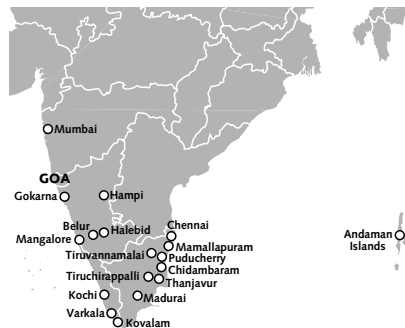 Mumbai
GOA
Gokarna
Hampi
Belur
Halebid
Chennai
Mangalore
Mamallapuram
Andaman
Islands
Tiruvannamalai
Puducherry
Chidambaram
Tiruchirappalli
Thanjavur
Kochi
Madurai
Varkala
Kovalam